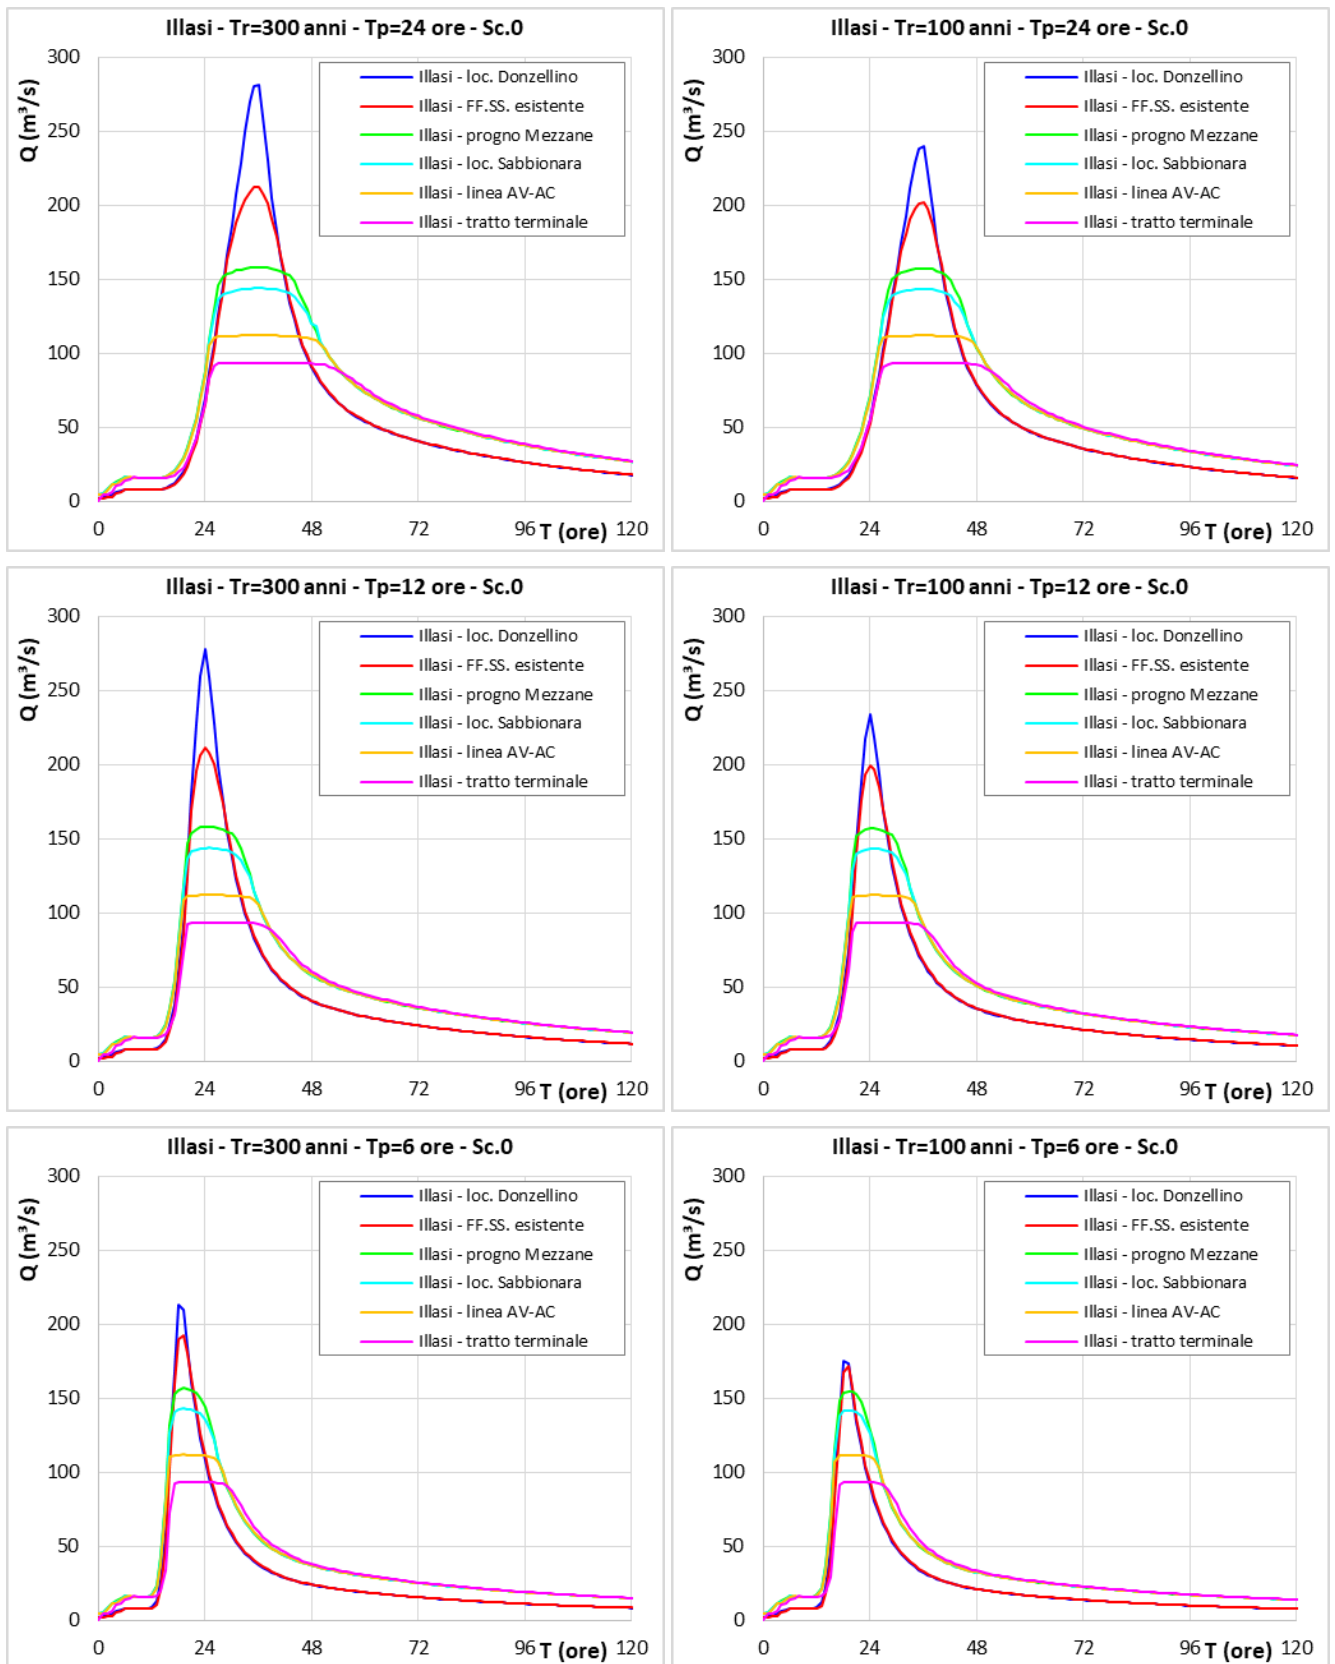 Illasi - Tr=300 anni - Tp=24 ore - Sc.0
Q (m³/s)
300
250
200
150
100
50
0
Illasi - loc. Donzellino
Illasi - FF.SS. esistente
Illasi - progno Mezzane
Illasi - loc. Sabbionara
Illasi - linea AV-AC
Illasi - tratto terminale
0 24 48 72 96 T (ore) 120
Illasi - Tr=100 anni - Tp=24 ore - Sc.0
Q (m³/s)
300
250
200
150
100
50
0
Illasi - loc. Donzellino
Illasi - FF.SS. esistente
Illasi - progno Mezzane
Illasi - loc. Sabbionara
Illasi - linea AV-AC
Illasi - tratto terminale
0 24 48 72 96 T (ore) 120
Illasi - Tr=300 anni - Tp=12 ore - Sc.0
Q (m³/s)
300
250
200
150
100
50
0
Illasi - loc. Donzellino
Illasi - FF.SS. esistente
Illasi - progno Mezzane
Illasi - loc. Sabbionara
Illasi - linea AV-AC
Illasi - tratto terminale
0 24 48 72 96 T (ore) 120
Illasi - Tr=100 anni - Tp=12 ore - Sc.0
Q (m³/s)
300
250
200
150
100
50
0
Illasi - loc. Donzellino
Illasi - FF.SS. esistente
Illasi - progno Mezzane
Illasi - loc. Sabbionara
Illasi - linea AV-AC
Illasi - tratto terminale
0 24 48 72 96 T (ore) 120
Illasi - Tr=300 anni - Tp=6 ore - Sc.0
Q (m³/s)
300
250
200
150
100
50
0
Illasi - loc. Donzellino
Illasi - FF.SS. esistente
Illasi - progno Mezzane
Illasi - loc. Sabbionara
Illasi - linea AV-AC
Illasi - tratto terminale
0 24 48 72 96 T (ore) 120
Illasi - Tr=100 anni - Tp=6 ore - Sc.0
Q (m³/s)
300
250
200
150
100
50
0
Illasi - loc. Donzellino
Illasi - FF.SS. esistente
Illasi - progno Mezzane
Illasi - loc. Sabbionara
Illasi - linea AV-AC
Illasi - tratto terminale
0 24 48 72 96 T (ore) 120